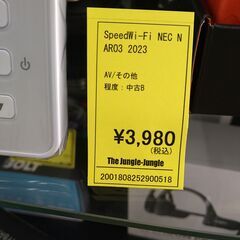 SpeedWi-Fi NEC N
AR03 2023
AV/その他
程度：中古B
¥3,980
(税込)
The Jungle-Jungle
2001808252900518
BOLT